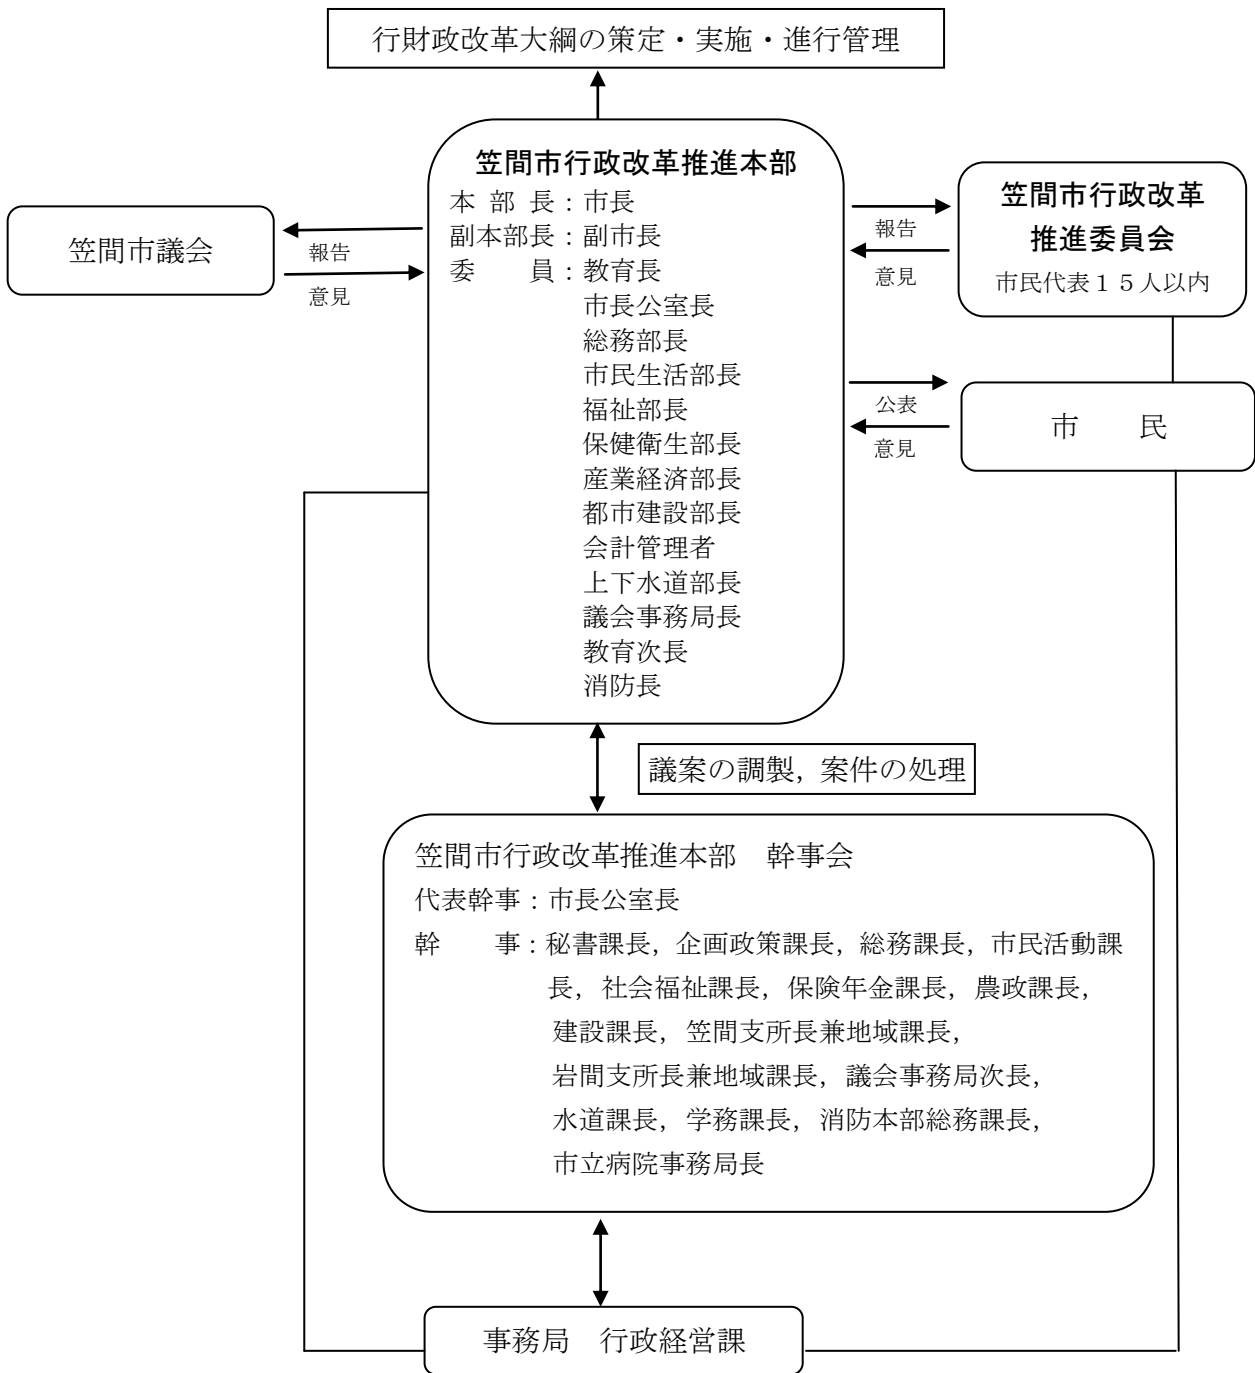 行財政改革大綱の策定・実施・進行管理
笠間市行政改革推進本部
本 部 長：市長
副本部長：副市長
委　　員：教育長
市長公室長
総務部長
市民生活部長
福祉部長
保健衛生部長
産業経済部長
都市建設部長
会計管理者
上下水道部長
議会事務局長
教育次長
消防長
笠間市議会
報告
意見
報告
意見
笠間市行政改革
推進委員会
市民代表１５人以内
公表
意見
市　　民
議案の調製，案件の処理
笠間市行政改革推進本部　幹事会
代表幹事：市長公室長
幹　　事：秘書課長，企画政策課長，総務課長，市民活動課
長，社会福祉課長，保険年金課長，農政課長，
建設課長，笠間支所長兼地域課長，
岩間支所長兼地域課長，議会事務局次長，
水道課長，学務課長，消防本部総務課長，
市立病院事務局長
事務局　行政経営課